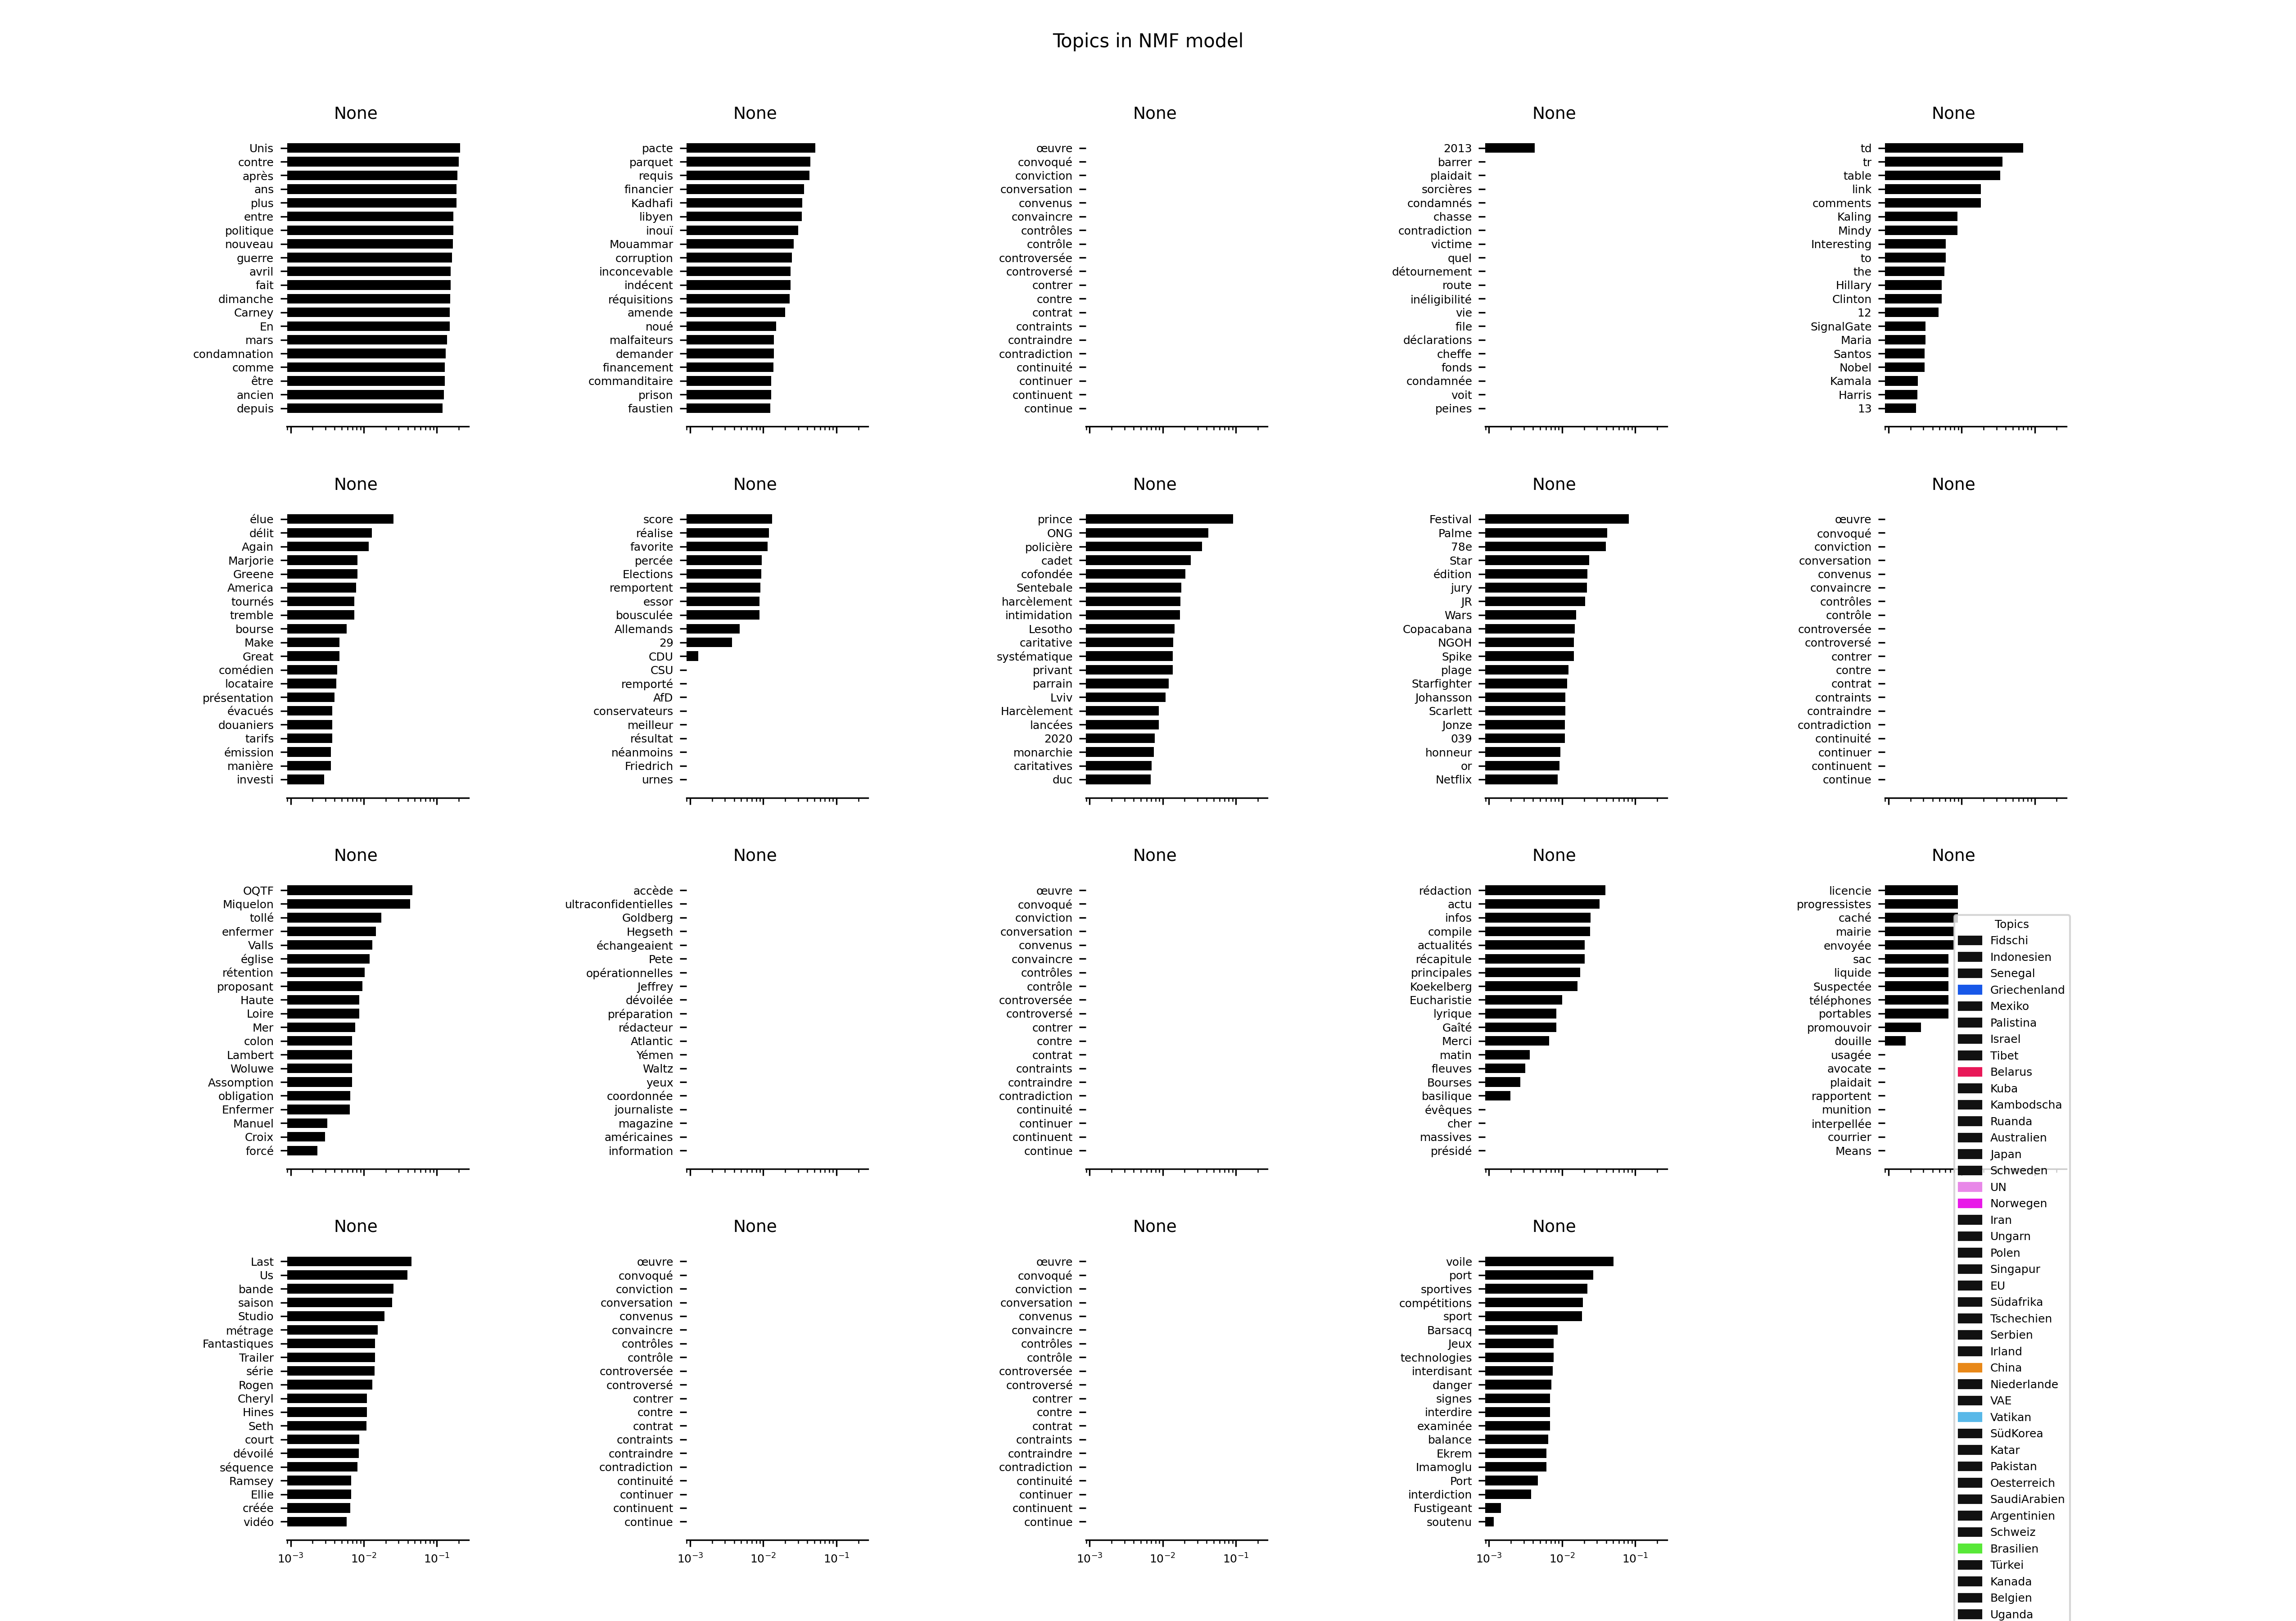 Topics in NMF model
None
Unis
contre
après
ans
plus
entre
politique
nouveau
guerre
avril
fait
dimanche
Carney
En
mars
condamnation
comme
être
ancien
depuis
None
pacte
parquet
requis
financier
Kadhafi
libyen
inouï
Mouammar
corruption
inconcevable
indécent
réquisitions
amende
noué
malfaiteurs
demander
financement
commanditaire
prison
faustien
None
œuvre
convoqué
conviction
conversation
convenus
convaincre
contrôles
contrôle
controversée
controversé
contrer
contre
contrat
contraints
contraindre
contradiction
continuité
continuer
continuent
continue
None
2013
barrer
plaidait
sorcières
condamnés
chasse
contradiction
victime
quel
détournement
route
inéligibilité
vie
file
déclarations
cheffe
fonds
condamnée
voit
peines
None
td
tr
table
link
comments
Kaling
Mindy
Interesting
to
the
Hillary
Clinton
12
SignalGate
Maria
Santos
Nobel
Kamala
Harris
13
None
élue
délit
Again
Marjorie
Greene
America
tournés
tremble
bourse
Make
Great
comédien
locataire
présentation
évacués
douaniers
tarifs
émission
manière
investi
None
score
réalise
favorite
percée
Elections
remportent
essor
bousculée
Allemands
29
CDU
CSU
remporté
AfD
conservateurs
meilleur
résultat
néanmoins
Friedrich
urnes
None
prince
ONG
policière
cadet
cofondée
Sentebale
harcèlement
intimidation
Lesotho
caritative
systématique
privant
parrain
Lviv
Harcèlement
lancées
2020
monarchie
caritatives
duc
None
Festival
Palme
78e
Star
édition
jury
JR
Wars
Copacabana
NGOH
Spike
plage
Starfighter
Johansson
Scarlett
Jonze
039
honneur
or
Netflix
None
œuvre
convoqué
conviction
conversation
convenus
convaincre
contrôles
contrôle
controversée
controversé
contrer
contre
contrat
contraints
contraindre
contradiction
continuité
continuer
continuent
continue
None
OQTF
Miquelon
tollé
enfermer
Valls
église
rétention
proposant
Haute
Loire
Mer
colon
Lambert
Woluwe
Assomption
obligation
Enfermer
Manuel
Croix
forcé
None
accède
ultraconfidentielles
Goldberg
Hegseth
échangeaient
Pete
opérationnelles
Jeffrey
dévoilée
préparation
rédacteur
Atlantic
Yémen
Waltz
yeux
coordonnée
journaliste
magazine
américaines
information
None
œuvre
convoqué
conviction
conversation
convenus
convaincre
contrôles
contrôle
controversée
controversé
contrer
contre
contrat
contraints
contraindre
contradiction
continuité
continuer
continuent
continue
None
rédaction
actu
infos
compile
actualités
récapitule
principales
Koekelberg
Eucharistie
lyrique
Gaîté
Merci
matin
fleuves
Bourses
basilique
évêques
cher
massives
présidé
None
licencie
progressistes
caché
mairie
envoyée
sac
liquide
Suspectée
téléphones
portables
promouvoir
douille
usagée
avocate
plaidait
rapportent
munition
interpellée
courrier
Means
None
Last
Us
bande
saison
Studio
métrage
Fantastiques
Trailer
série
Rogen
Cheryl
Hines
Seth
court
dévoilé
séquence
Ramsey
Ellie
créée
vidéo
10⁻³ 10⁻² 10⁻¹
None
œuvre
convoqué
conviction
conversation
convenus
convaincre
contrôles
contrôle
controversée
controversé
contrer
contre
contrat
contraints
contraindre
contradiction
continuité
continuer
continuent
continue
10⁻³ 10⁻² 10⁻¹
None
œuvre
convoqué
conviction
conversation
convenus
convaincre
contrôles
contrôle
controversée
controversé
contrer
contre
contrat
contraints
contraindre
contradiction
continuité
continuer
continuent
continue
10⁻³ 10⁻² 10⁻¹
None
voile
port
sportives
compétitions
sport
Barsacq
Jeux
technologies
interdisant
danger
signes
interdire
examinée
balance
Ekrem
Imamoglu
Port
interdiction
Fustigeant
soutenu
10⁻³ 10⁻² 10⁻¹
Topics
Fidschi
Indonesien
Senegal
Griechenland
Mexiko
Palistina
Israel
Tibet
Belarus
Kuba
Kambodscha
Ruanda
Australien
Japan
Schweden
UN
Norwegen
Iran
Ungarn
Polen
Singapur
EU
Südafrika
Tschechien
Serbien
Irland
China
Niederlande
VAE
Vatikan
SüdKorea
Katar
Pakistan
Oesterreich
SaudiArabien
Argentinien
Schweiz
Brasilien
Türkei
Kanada
Belgien
Uganda